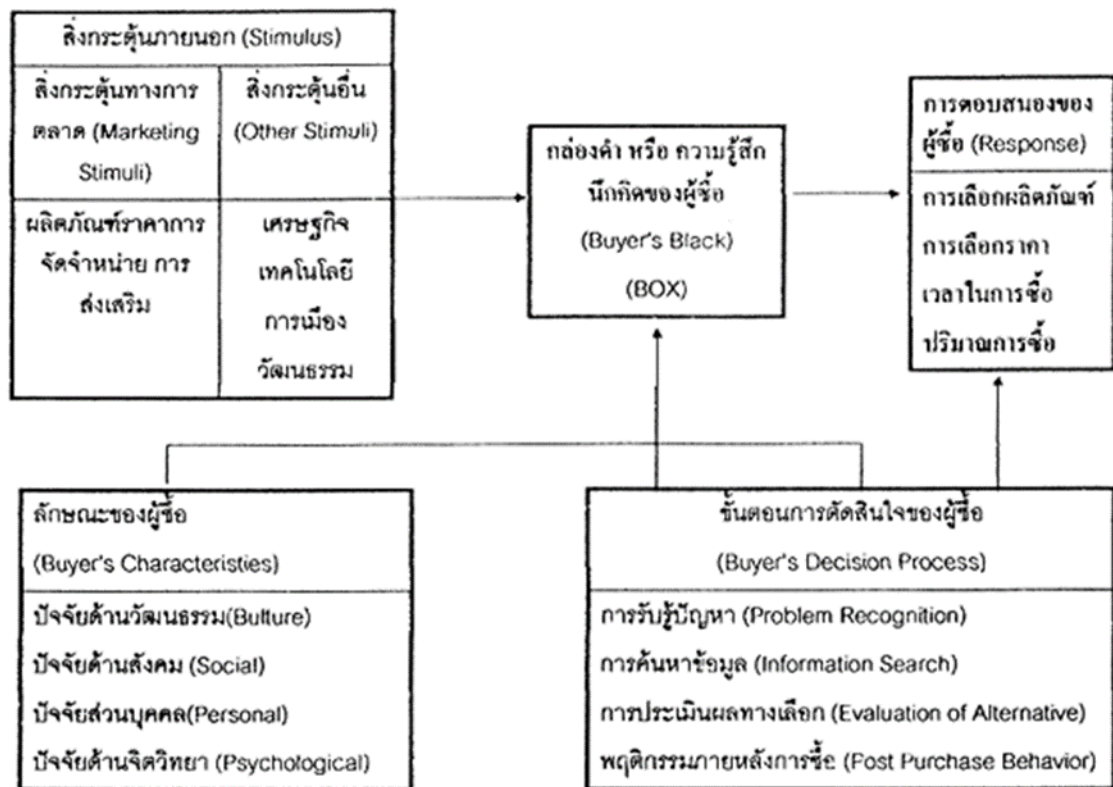 สิ่งกระตุ้นภายนอก (Stimulus)
สิ่งกระตุ้นทางการ
ตลาด (Marketing
Stimuli)
สิ่งกระตุ้นอื่น
(Other Stimuli)
ผลิตภัณฑ์ราคาการ
จัดจำหน่าย การ
ส่งเสริม
เศรษฐกิจ
เทคโนโลยี
การเมือง
วัฒนธรรม
กล่องดำ หรือ ความรู้สึก
นึกคิดของผู้ซื้อ
(Buyer's Black)
(BOX)
การตอบสนองของ
ผู้ซื้อ (Response)
การเลือกผลิตภัณฑ์
การเลือกราคา
เวลาในการซื้อ
ปริมาณการซื้อ
ลักษณะของผู้ซื้อ
(Buyer's Characteristies)
ปัจจัยด้านวัฒนธรรม(Bulture)
ปัจจัยด้านสังคม (Social)
ปัจจัยส่วนบุคคล(Personal)
ปัจจัยด้านจิตวิทยา (Psychological)
ขั้นตอนการตัดสินใจของผู้ซื้อ
(Buyer's Decision Process)
การรับรู้ปัญหา (Problem Recognition)
การค้นหาข้อมูล (Information Search)
การประเมินผลทางเลือก (Evaluation of Alternative)
พฤติกรรมภายหลังการซื้อ (Post Purchase Behavior)